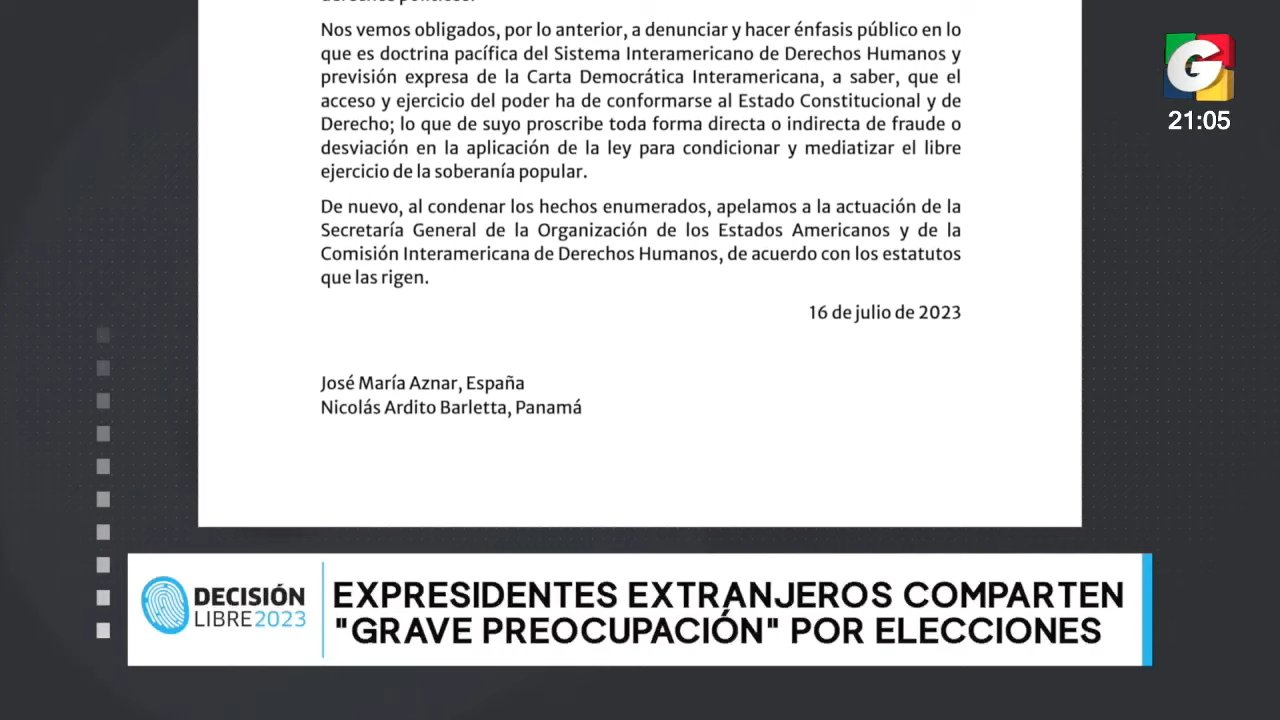 derechos políticos.
Nos vemos obligados, por lo anterior, a denunciar y hacer énfasis público en lo
que es doctrina pacífica del Sistema Interamericano de Derechos Humanos y
previsión expresa de la Carta Democrática Interamericana, a saber, que el
acceso y ejercicio del poder ha de conformarse al Estado Constitucional y de
Derecho; lo que de suyo proscribe toda forma directa o indirecta de fraude o
desviación en la aplicación de la ley para condicionar y mediatizar el libre
ejercicio de la soberanía popular.
De nuevo, al condenar los hechos enumerados, apelamos a la actuación de la
Secretaría General de la Organización de los Estados Americanos y de la
Comisión Interamericana de Derechos Humanos, de acuerdo con los estatutos
que las rigen.
16 de julio de 2023
José María Aznar, España
Nicolás Ardito Barletta, Panamá
G
21:05
DECISIÓN
LIBRE2023
EXPRESIDENTES EXTRANJEROS COMPARTEN
"GRAVE PREOCUPACIÓN" POR ELECCIONES